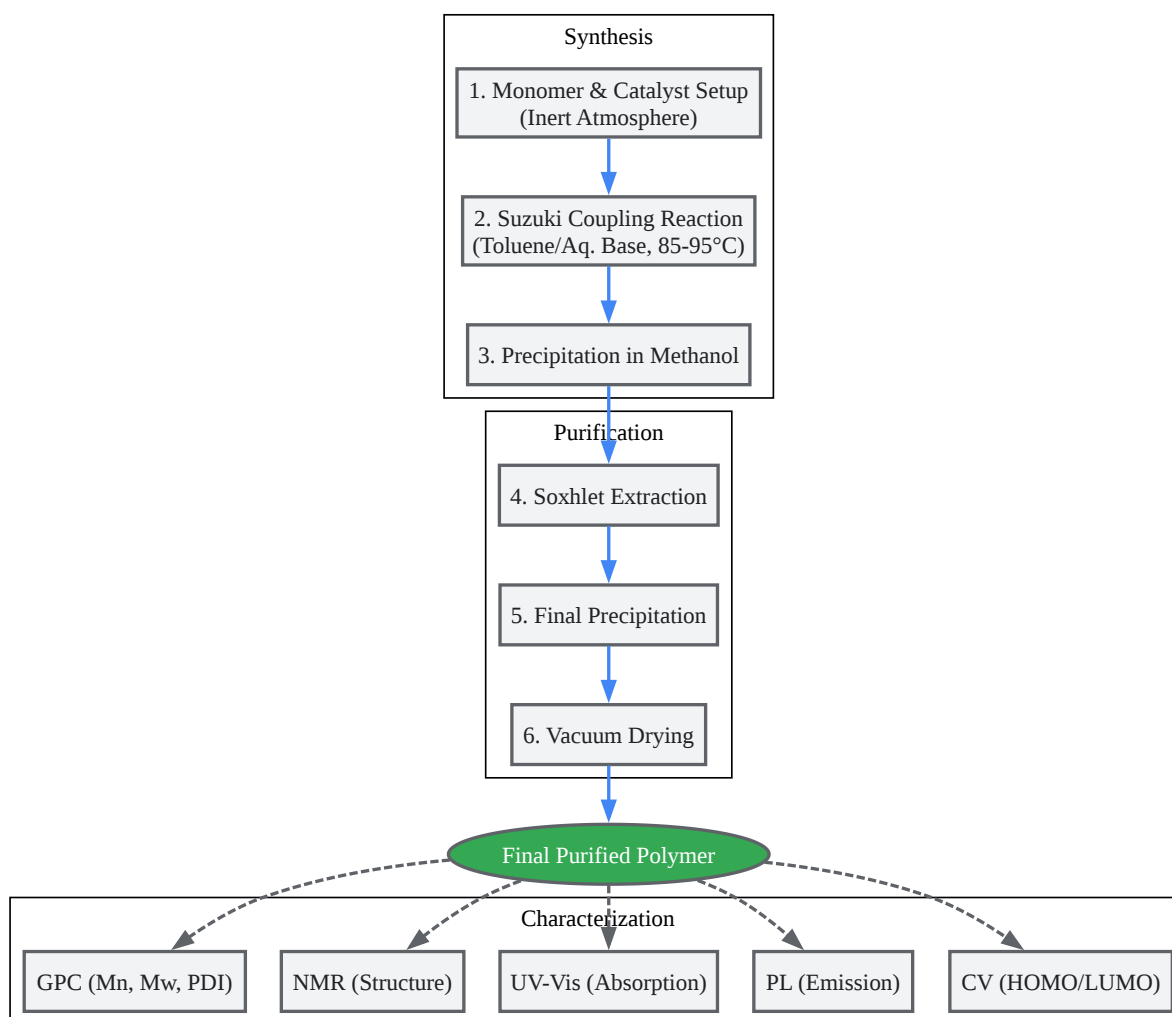 Synthesis
1. Monomer & Catalyst Setup
(Inert Atmosphere)
2. Suzuki Coupling Reaction
(Toluene/Aq. Base, 85-95°C)
3. Precipitation in Methanol
Purification
4. Soxhlet Extraction
5. Final Precipitation
6. Vacuum Drying
Final Purified Polymer
Characterization
GPC (Mn, Mw, PDI)
NMR (Structure)
UV-Vis (Absorption)
PL (Emission)
CV (HOMO/LUMO)